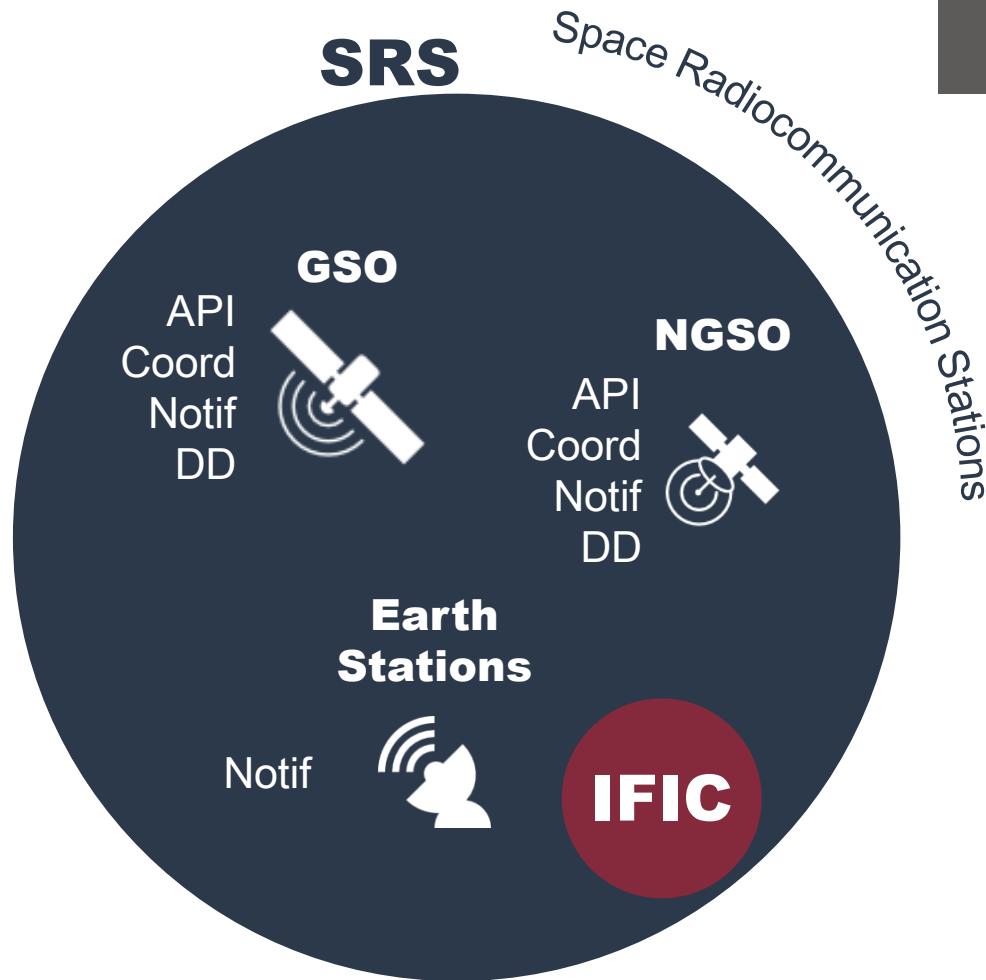 SRS
Space Radiocommunication Stations
GSO
API
Coord
Notif
DD
NGSO
API
Coord
Notif
DD
Earth
Stations
Notif
IFIC